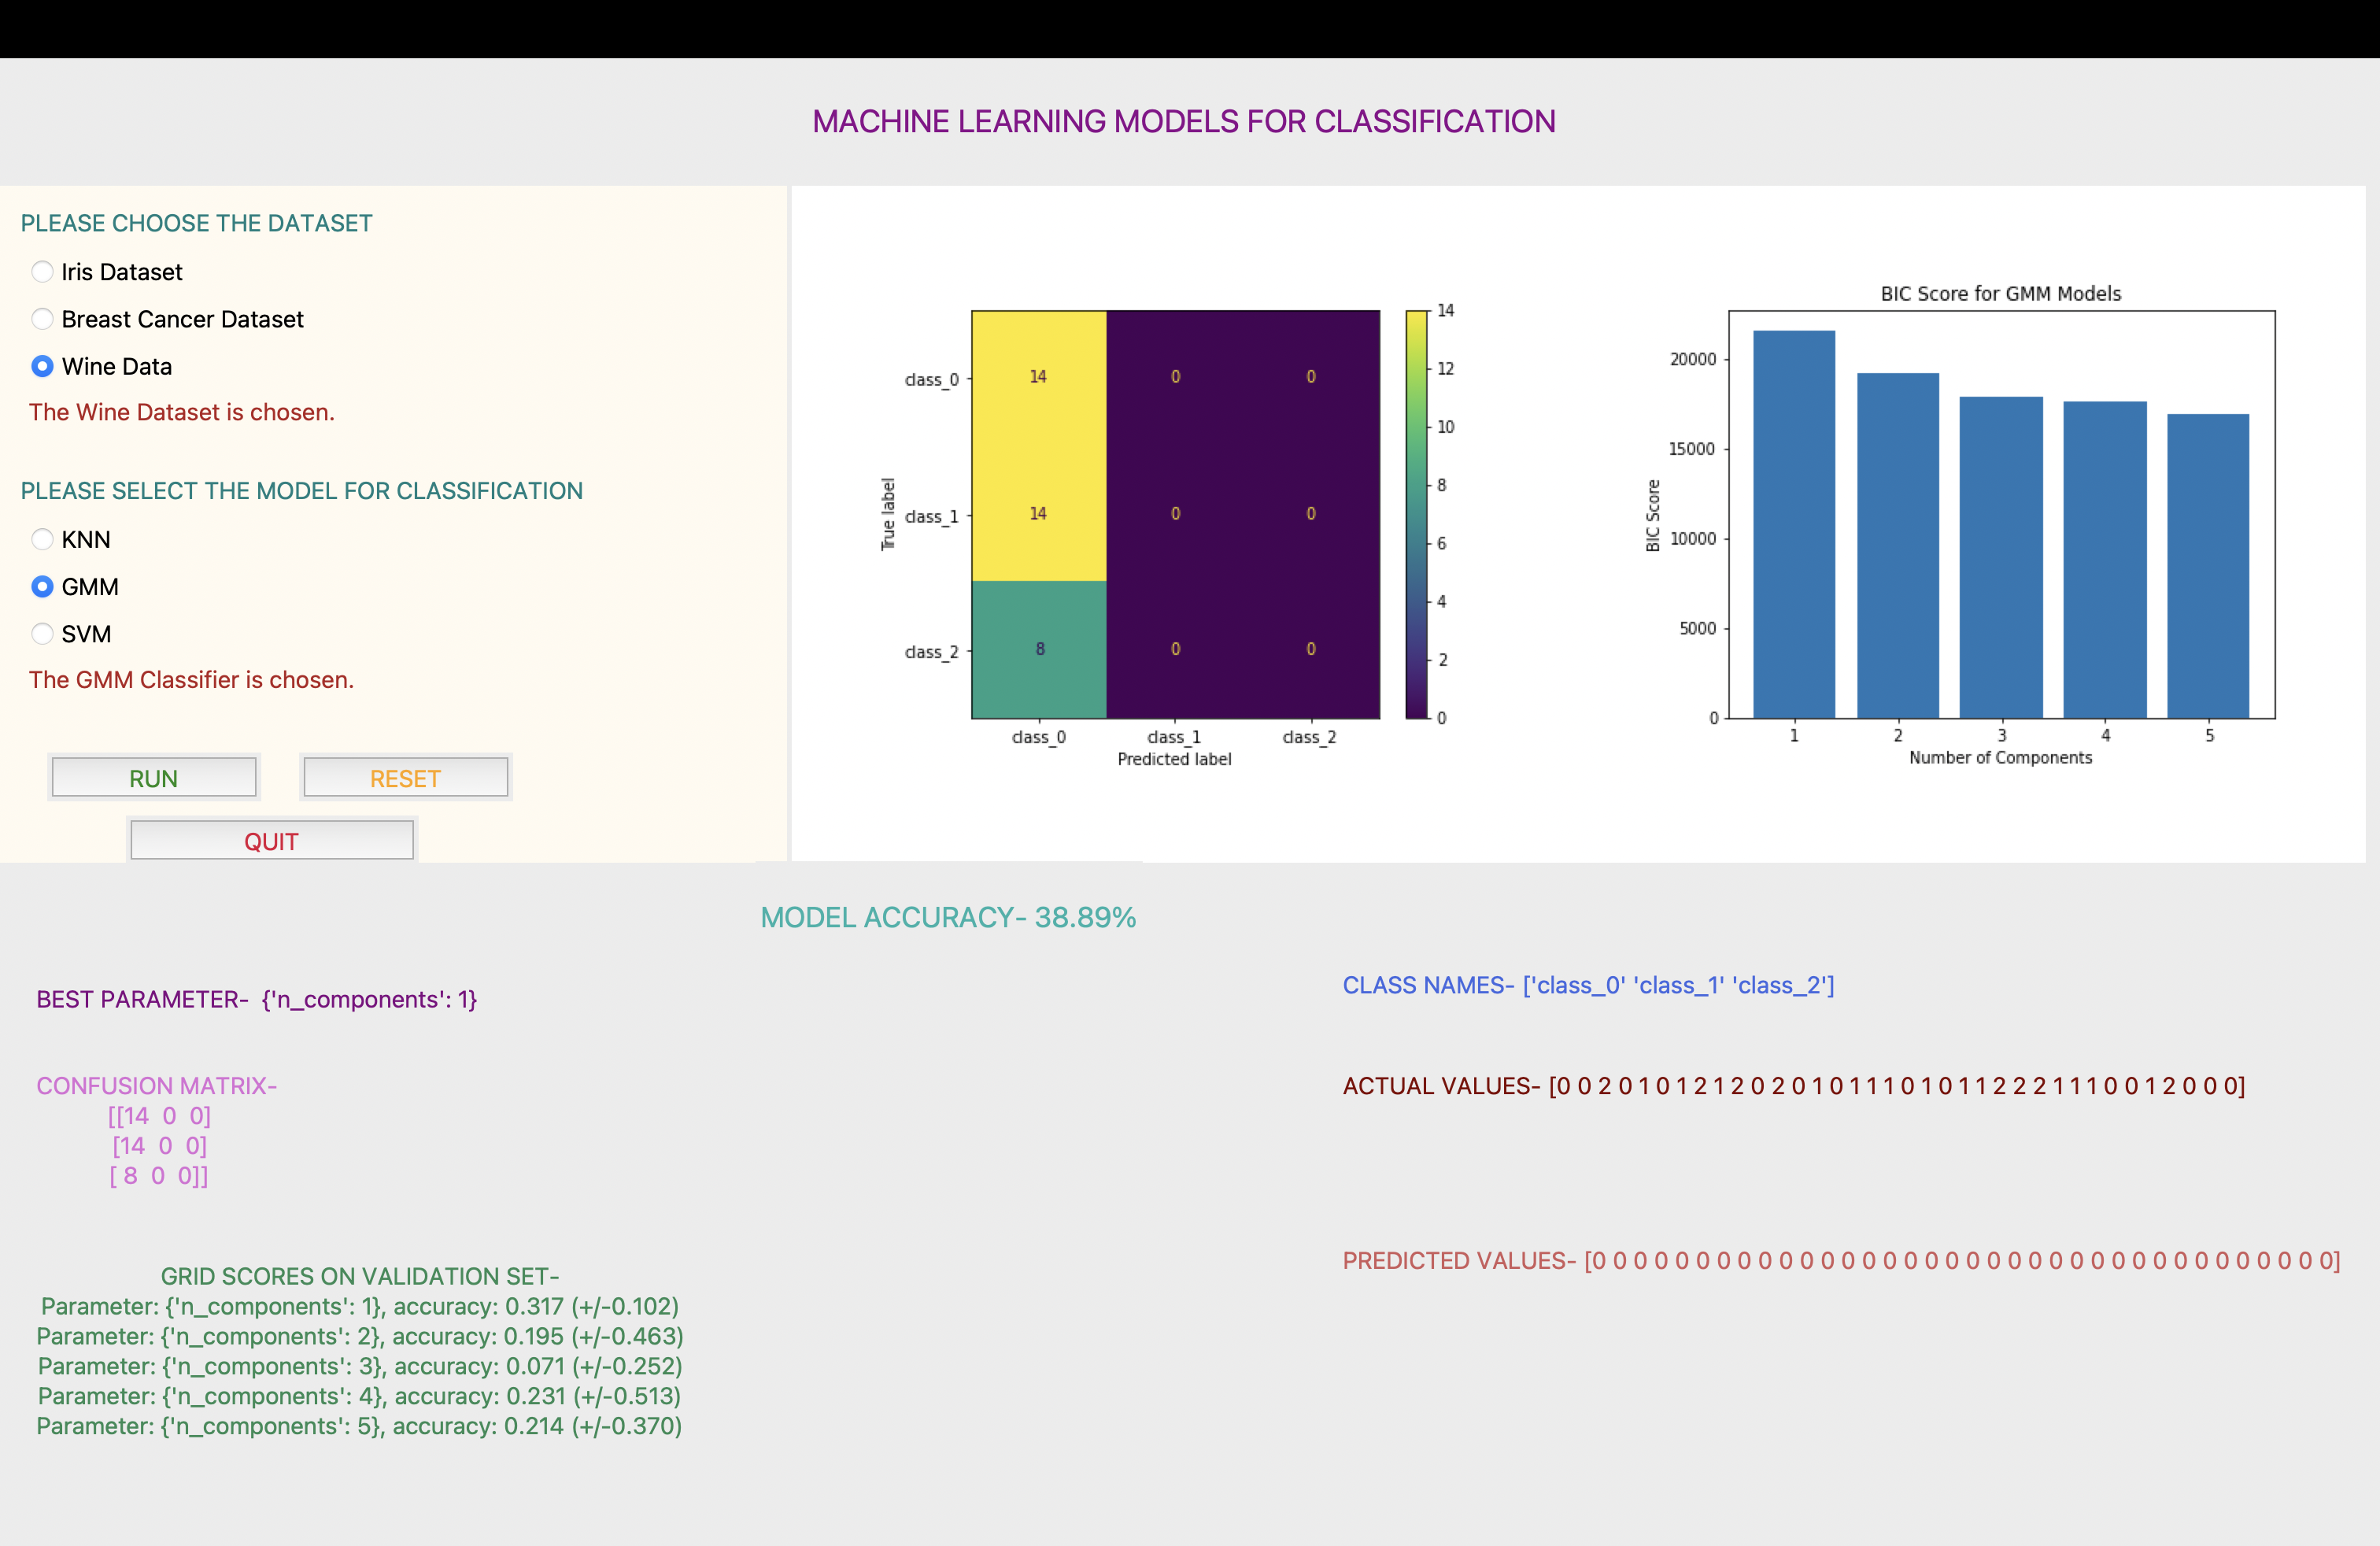 MACHINE LEARNING MODELS FOR CLASSIFICATION
PLEASE CHOOSE THE DATASET
Iris Dataset
Breast Cancer Dataset
Wine Data
The Wine Dataset is chosen.
PLEASE SELECT THE MODEL FOR CLASSIFICATION
KNN
GMM
SVM
The GMM Classifier is chosen.
RUN
RESET
QUIT
True label
class_0
14
0
0
class_1
14
0
0
class_2
8
0
0
class_0
class_1
class_2
Predicted label
14
12
10
8
6
4
2
0
BIC Score for GMM Models
BIC Score
20000
15000
10000
5000
0
1
2
3
4
5
Number of Components
MODEL ACCURACY- 38.89%
BEST PARAMETER- {'n_components': 1}
CONFUSION MATRIX-
[[14 0 0]
[14 0 0]
[ 8 0 0]]
GRID SCORES ON VALIDATION SET-
Parameter: {'n_components': 1}, accuracy: 0.317 (+/-0.102)
Parameter: {'n_components': 2}, accuracy: 0.195 (+/-0.463)
Parameter: {'n_components': 3}, accuracy: 0.071 (+/-0.252)
Parameter: {'n_components': 4}, accuracy: 0.231 (+/-0.513)
Parameter: {'n_components': 5}, accuracy: 0.214 (+/-0.370)
CLASS NAMES- ['class_0' 'class_1' 'class_2']
ACTUAL VALUES- [0 0 2 0 1 0 1 2 1 2 0 2 0 1 0 1 1 1 0 1 0 1 1 2 2 2 1 1 1 0 0 1 2 0 0 0]
PREDICTED VALUES- [0 0 0 0 0 0 0 0 0 0 0 0 0 0 0 0 0 0 0 0 0 0 0 0 0 0 0 0 0 0 0 0 0 0 0 0]